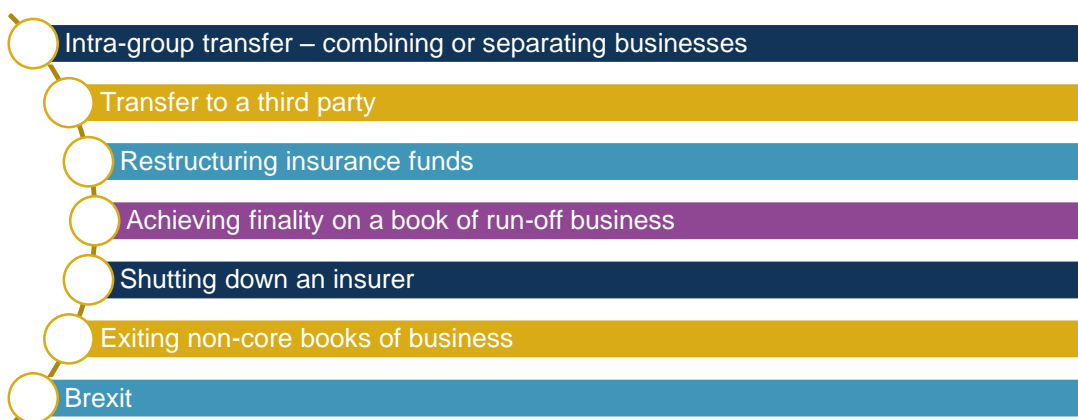 Intra-group transfer – combining or separating businesses
Transfer to a third party
Restructuring insurance funds
Achieving finality on a book of run-off business
Shutting down an insurer
Exiting non-core books of business
Brexit